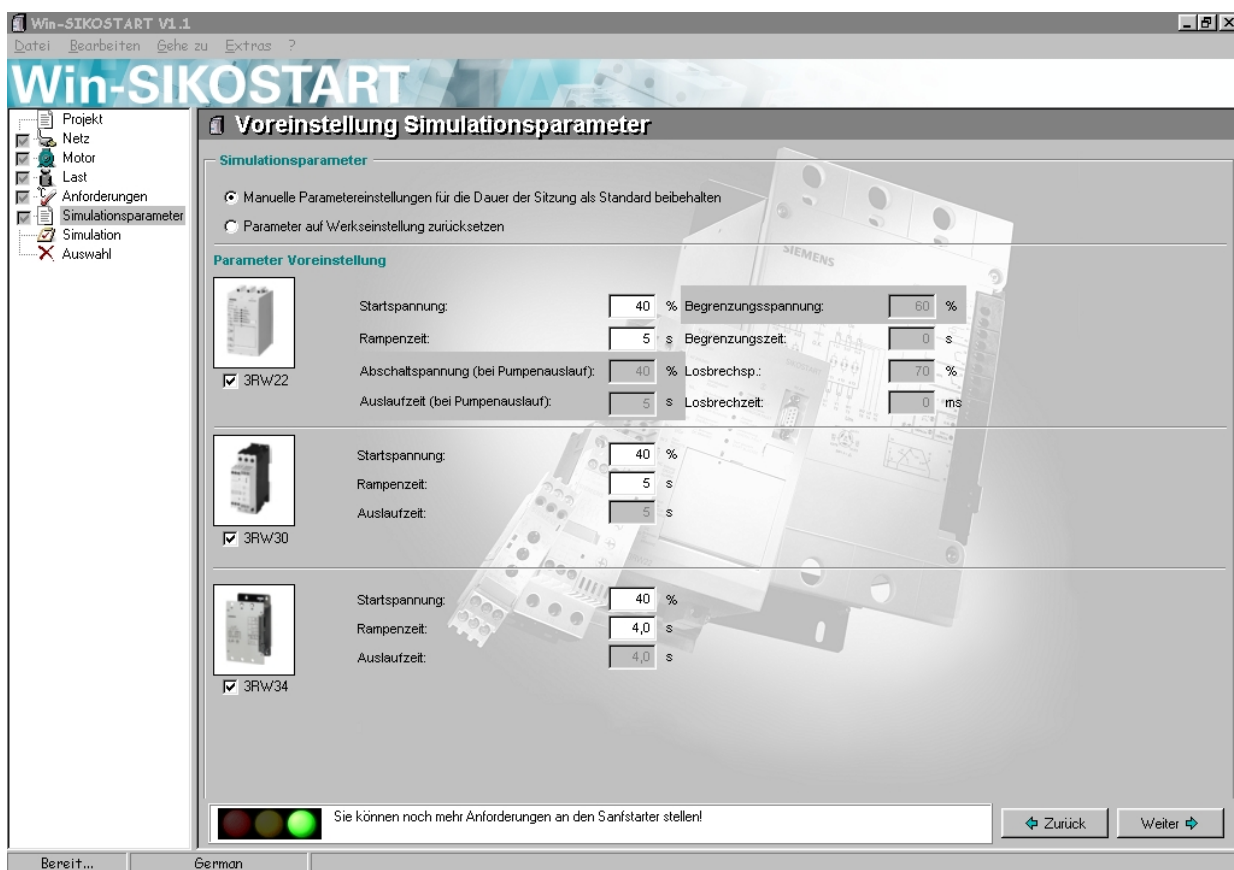 Win-SIKOSTART V1.1
Datei Bearbeiten Gehe zu Extras ?
Win-SIKOSTART
Projekt
Netz
Motor
Last
Anforderungen
Simulationsparameter
Simulation
Auswahl
Voreinstellung Simulationsparameter
Simulationsparameter
Manuelle Parametereinstellungen für die Dauer der Sitzung als Standard beibehalten
Parameter auf Werkseinstellung zurücksetzen
SIEMENS
Parameter Voreinstellung
Startspannung: 40 % Begrenzungsspannung: 60 %
Rampenzeit: 5 s Begrenzungszeit: 0 s
Abschaltspannung (bei Pumpenauslauf): 40 % Losbrechsp.: 70 %
Auslaufzeit (bei Pumpenauslauf): 5 s Losbrechzeit: 0 ms
3RW22
Startspannung: 40 %
Rampenzeit: 5 s
Auslaufzeit: 5 s
3RW30
Startspannung: 40 %
Rampenzeit: 4,0 s
Auslaufzeit: 4,0 s
3RW34
Sie können noch mehr Anforderungen an den Sanfstarter stellen!
Zurück Weiter
Bereit... German